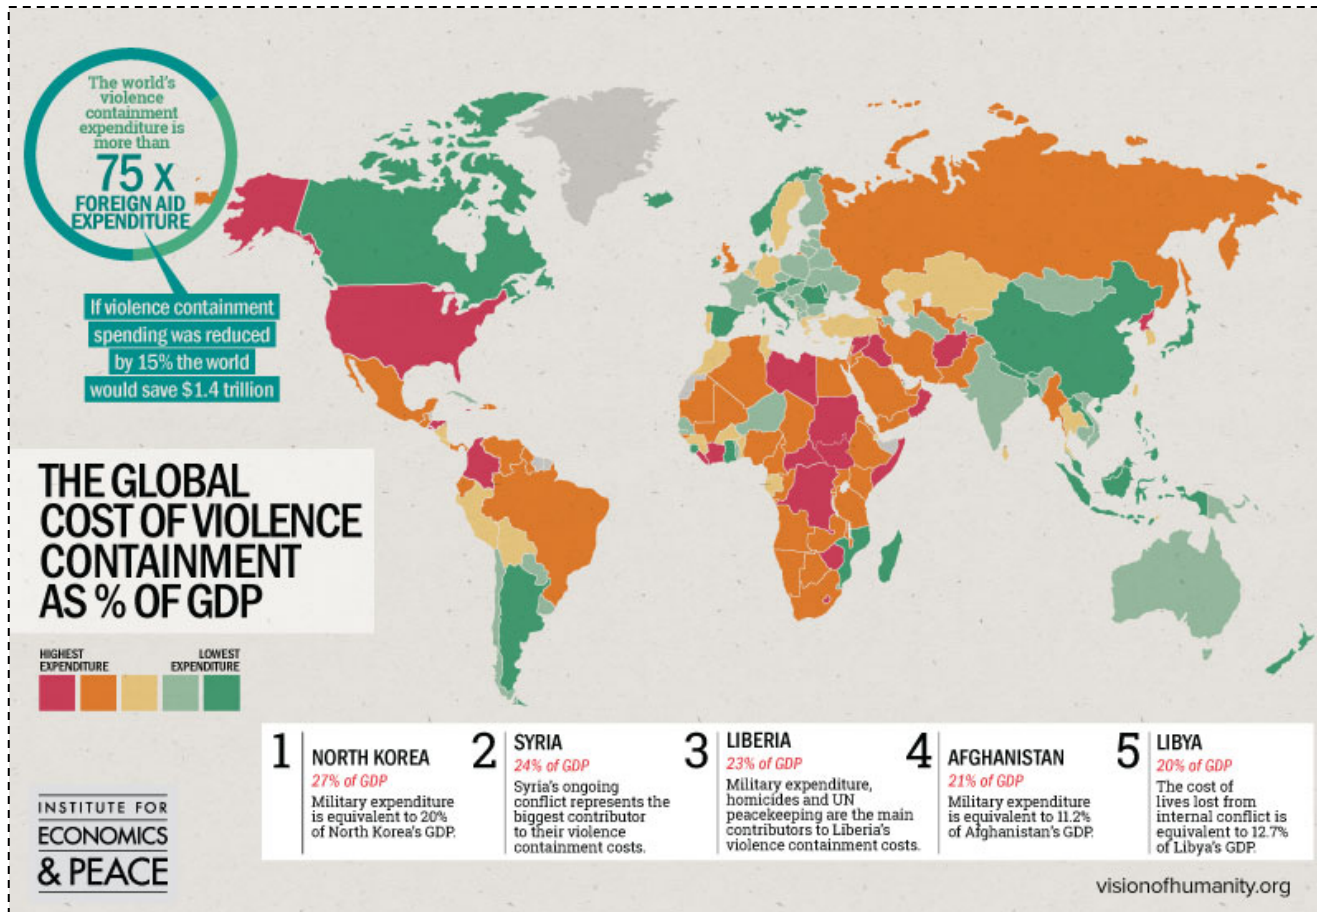 The world's
violence
containment
expenditure is
more than
75 x
FOREIGN AID
EXPENDITURE
If violence containment
spending was reduced
by 15% the world
would save $1.4 trillion
THE GLOBAL
COST OF VIOLENCE
CONTAINMENT
AS % OF GDP
HIGHEST
EXPENDITURE
LOWEST
EXPENDITURE
1
NORTH KOREA
27% of GDP
Military expenditure
is equivalent to 20%
of North Korea's GDP.
2
SYRIA
24% of GDP
Syria's ongoing
conflict represents the
biggest contributor
to their violence
containment costs.
3
LIBERIA
23% of GDP
Military expenditure,
homicides and UN
peacekeeping are the main
contributors to Liberia's
violence containment costs.
4
AFGHANISTAN
21% of GDP
Military expenditure
is equivalent to 11.2%
of Afghanistan's GDP.
5
LIBYA
20% of GDP
The cost of
lives lost from
internal conflict is
equivalent to 12.7%
of Libya's GDP.
INSTITUTE FOR
ECONOMICS
& PEACE
visionofhumanity.org